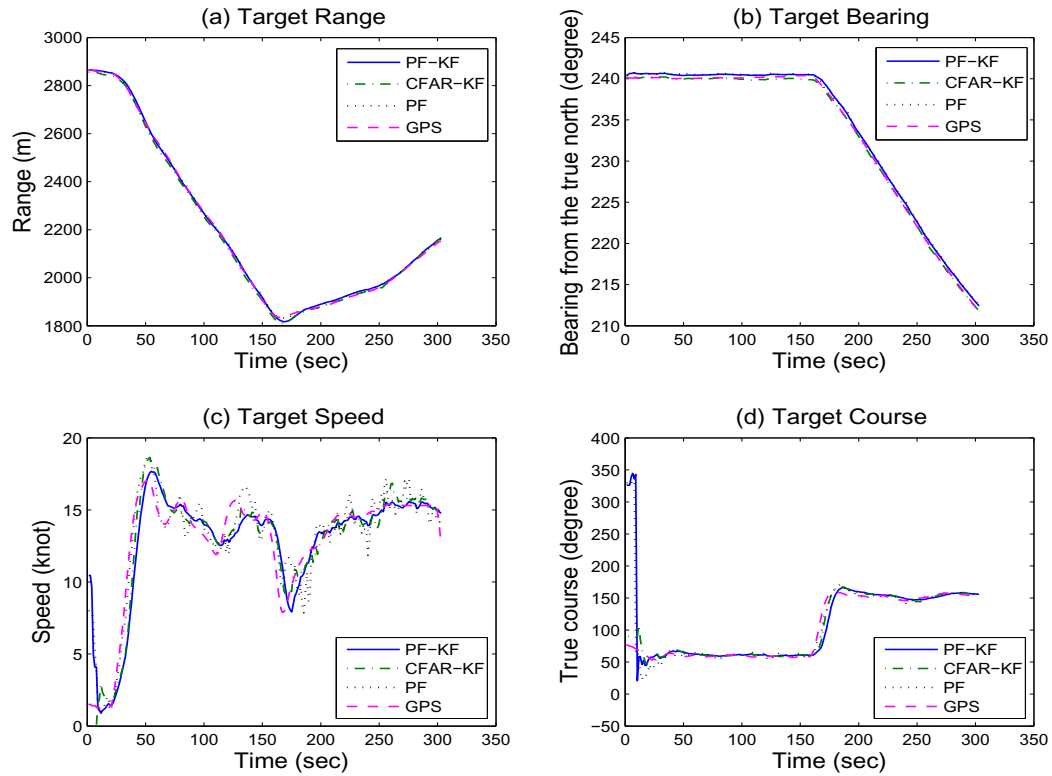 (a) Target Range
Range (m)
3000
2800
2600
2400
2200
2000
1800
0 50 100 150 200 250 300 350
Time (sec)
PF−KF
CFAR−KF
PF
GPS
(b) Target Bearing
Bearing from the true north (degree)
245
240
235
230
225
220
215
210
0 50 100 150 200 250 300 350
Time (sec)
PF−KF
CFAR−KF
PF
GPS
(c) Target Speed
Speed (knot)
20
15
10
5
0
0 50 100 150 200 250 300 350
Time (sec)
PF−KF
CFAR−KF
PF
GPS
(d) Target Course
True course (degree)
400
350
300
250
200
150
100
50
0
−50
0 50 100 150 200 250 300 350
Time (sec)
PF−KF
CFAR−KF
PF
GPS